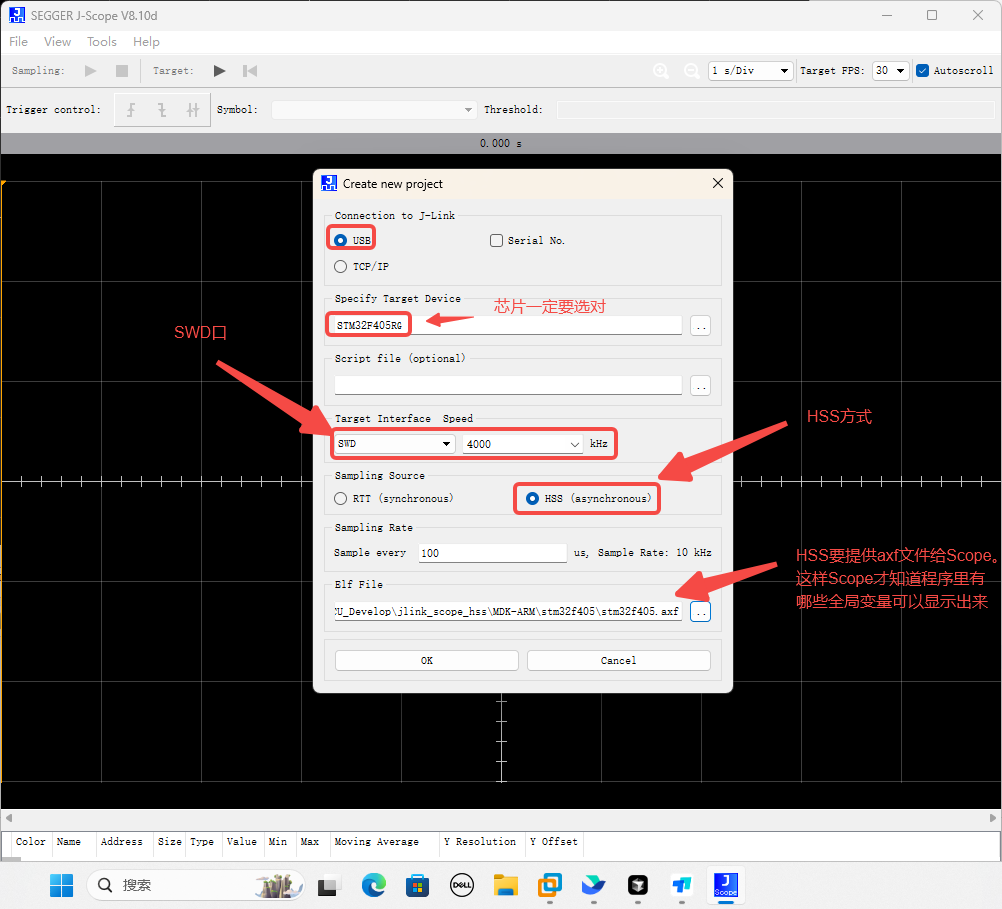 SEGGER J-Scope V8.10d
File View Tools Help
Sampling: Target: 1 s/Div Target FPS: 30 Autoscroll
Trigger control: Symbol: Threshold:
0.000 s
Create new project
Connection to J-Link
USB Serial No.
TCP/IP
Specify Target Device
芯片一定要选对
STM32F405RG ..
SWD口
Script file (optional)
..
Target Interface Speed
HSS方式
SWD 4000 kHz
Sampling Source
RTT (synchronous) HSS (asynchronous)
Sampling Rate
Sample every 100 us, Sample Rate: 10 kHz
HSS要提供axf文件给Scope。
这样Scope才知道程序里有
哪些全局变量可以显示出来
Elf File
U_Develop\jlink_scope_hss\MDK-ARM\stm32f405\stm32f405.axf ..
OK Cancel
Color Name Address Size Type Value Min Max Moving Average Y Resolution Y Offset
搜索
DELL
J
Scope